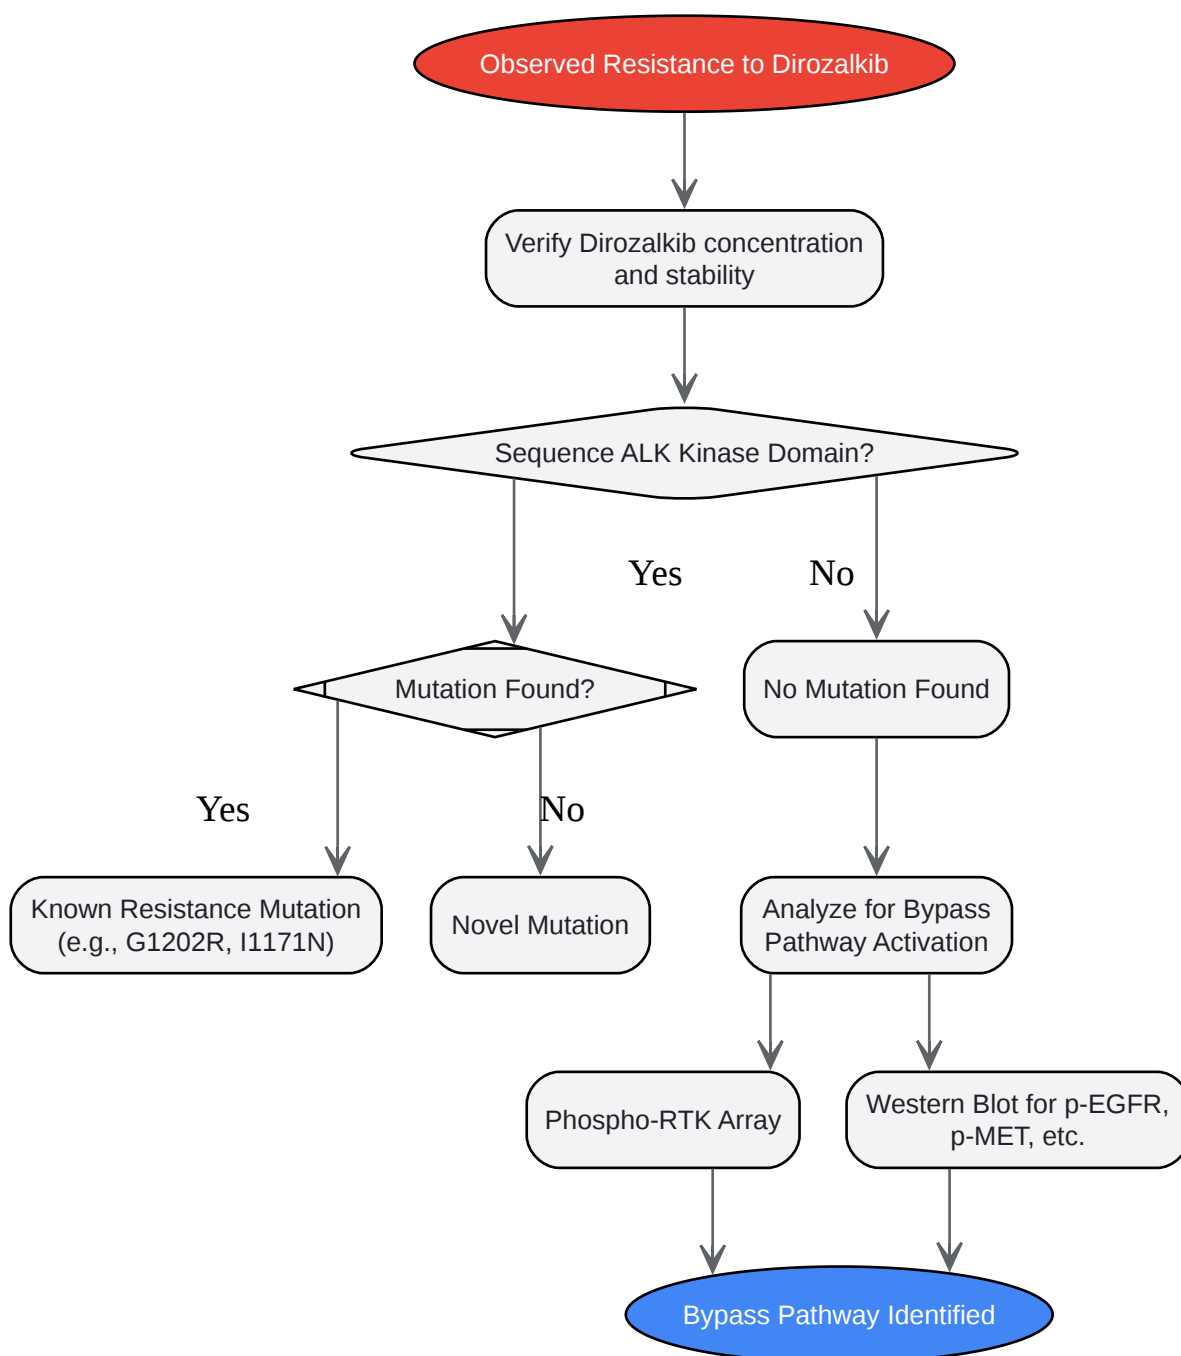 Observed Resistance to Dirozalkib
Verify Dirozalkib concentration
and stability
Sequence ALK Kinase Domain?
Yes
No
Mutation Found?
No Mutation Found
Yes
No
Known Resistance Mutation
(e.g., G1202R, I1171N)
Novel Mutation
Analyze for Bypass
Pathway Activation
Phospho-RTK Array
Western Blot for p-EGFR,
p-MET, etc.
Bypass Pathway Identified